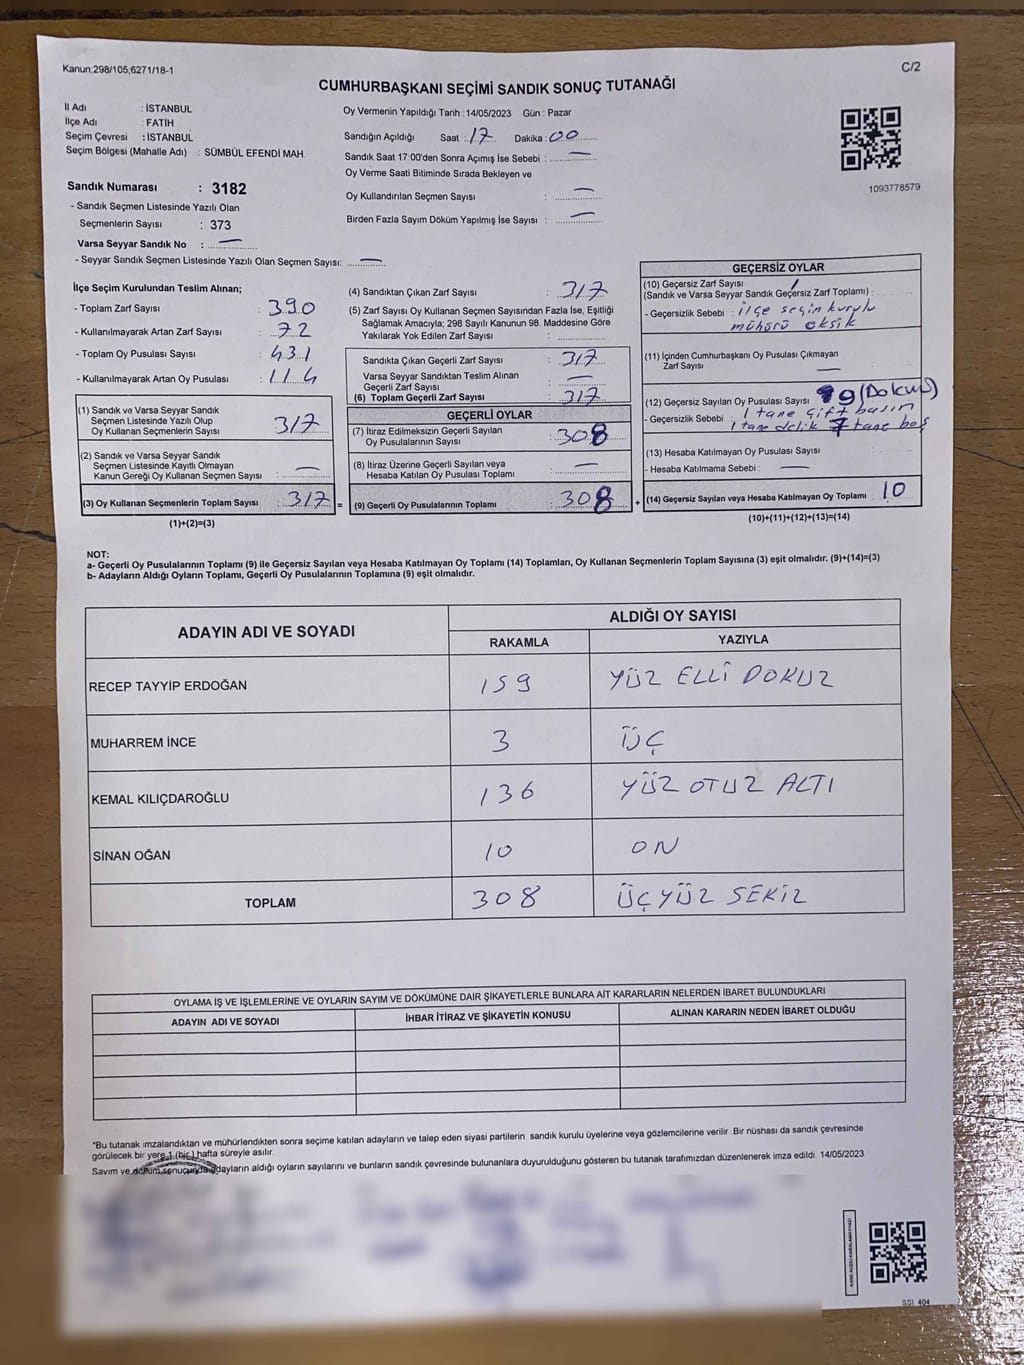 Kanun:298/105;6271/18-1
C/2
CUMHURBAŞKANI SEÇİMİ SANDIK SONUÇ TUTANAĞI
İl Adı : İSTANBUL
İlçe Adı : FATİH
Seçim Çevresi : İSTANBUL
Seçim Bölgesi (Mahalle Adı) : SÜMBÜL EFENDİ MAH.
Sandık Numarası : 3182
- Sandık Seçmen Listesinde Yazılı Olan
Seçmenlerin Sayısı : 373
Varsa Seyyar Sandık No : —
- Seyyar Sandık Seçmen Listesinde Yazılı Olan Seçmen Sayısı: —
Oy Vermenin Yapıldığı Tarih :14/05/2023 Gün : Pazar
Sandığın Açıldığı Saat : 17 Dakika : 00
Sandık Saat 17:00'den Sonra Açımış İse Sebebi : —
Oy Verme Saati Bitiminde Sırada Bekleyen ve
Oy Kullandırılan Seçmen Sayısı : —
Birden Fazla Sayım Döküm Yapılmış İse Sayısı : —
1093778579
İlçe Seçim Kurulundan Teslim Alınan;
- Toplam Zarf Sayısı : 390
- Kullanılmayarak Artan Zarf Sayısı : 72
- Toplam Oy Pusulası Sayısı : 431
- Kullanılmayarak Artan Oy Pusulası : 114
(1) Sandık ve Varsa Seyyar Sandık
Seçmen Listesinde Yazılı Olup
Oy Kullanan Seçmenlerin Sayısı : 317
(2) Sandık ve Varsa Seyyar Sandık
Seçmen Listesinde Kayıtlı Olmayan
Kanun Gereği Oy Kullanan Seçmen Sayısı : —
(3) Oy Kullanan Seçmenlerin Toplam Sayısı : 317 =
(1)+(2)=(3)
(4) Sandıktan Çıkan Zarf Sayısı : 317
(5) Zarf Sayısı Oy Kullanan Seçmen Sayısından Fazla İse, Eşitliği
Sağlamak Amacıyla; 298 Sayılı Kanunun 98. Maddesine Göre
Yakılarak Yok Edilen Zarf Sayısı :
Sandıkta Çıkan Geçerli Zarf Sayısı : 317
Varsa Seyyar Sandıktan Teslim Alınan
Geçerli Zarf Sayısı : —
(6) Toplam Geçerli Zarf Sayısı : 317
GEÇERLİ OYLAR
(7) İtiraz Edilmeksizin Geçerli Sayılan
Oy Pusulalarının Sayısı : 308
(8) İtiraz Üzerine Geçerli Sayılan veya
Hesaba Katılan Oy Pusulası Toplamı : —
(9) Geçerli Oy Pusulalarının Toplamı : 308 +
GEÇERSİZ OYLAR
(10) Geçersiz Zarf Sayısı 1
(Sandık ve Varsa Seyyar Sandık Geçersiz Zarf Toplamı) :
- Geçersizlik Sebebi : ilçe seçin kurulu
mührü eksik
(11) İçinden Cumhurbaşkanı Oy Pusulası Çıkmayan
Zarf Sayısı : —
(12) Geçersiz Sayılan Oy Pusulası Sayısı : 9 (Dokuz)
- Geçersizlik Sebebi : 1 tane çift basım
1 tane delik 7 tane boş
(13) Hesaba Katılmayan Oy Pusulası Sayısı :
- Hesaba Katılmama Sebebi : —
(14) Geçersiz Sayılan veya Hesaba Katılmayan Oy Toplamı : 10
(10)+(11)+(12)+(13)=(14)
NOT:
a- Geçerli Oy Pusulalarının Toplamı (9) ile Geçersiz Sayılan veya Hesaba Katılmayan Oy Toplamı (14) Toplamları, Oy Kullanan Seçmenlerin Toplam Sayısına (3) eşit olmalıdır. (9)+(14)=(3)
b- Adayların Aldığı Oyların Toplamı, Geçerli Oy Pusulalarının Toplamına (9) eşit olmalıdır.
ADAYIN ADI VE SOYADI
ALDIĞI OY SAYISI
RAKAMLA YAZIYLA
RECEP TAYYİP ERDOĞAN 159 YÜZ ELLİ DOKUZ
MUHARREM İNCE 3 ÜÇ
KEMAL KILIÇDAROĞLU 136 YÜZ OTUZ ALTI
SİNAN OĞAN 10 ON
TOPLAM 308 ÜÇYÜZ SEKİZ
OYLAMA İŞ VE İŞLEMLERİNE VE OYLARIN SAYIM VE DÖKÜMÜNE DAİR ŞİKAYETLERLE BUNLARA AİT KARARLARIN NELERDEN İBARET BULUNDUKLARI
ADAYIN ADI VE SOYADI İHBAR İTİRAZ VE ŞİKAYETİN KONUSU ALINAN KARARIN NEDEN İBARET OLDUĞU
*Bu tutanak imzalandıktan ve mühürlendikten sonra seçime katılan adayların ve talep eden siyasi partilerin sandık kurulu üyelerine veya gözlemcilerine verilir. Bir nüshası da sandık çevresinde
görülecek bir yere 1 (bir) hafta süreyle asılır.
Sayım ve döküm sonucunda adayların aldığı oyların sayılarını ve bunların sandık çevresinde bulunanlara duyurulduğunu gösteren bu tutanak tarafımızdan düzenlenerek imza edildi. 14/05/2023